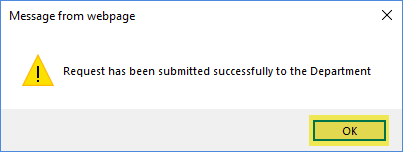 Message from webpage
Request has been submitted successfully to the Department
OK